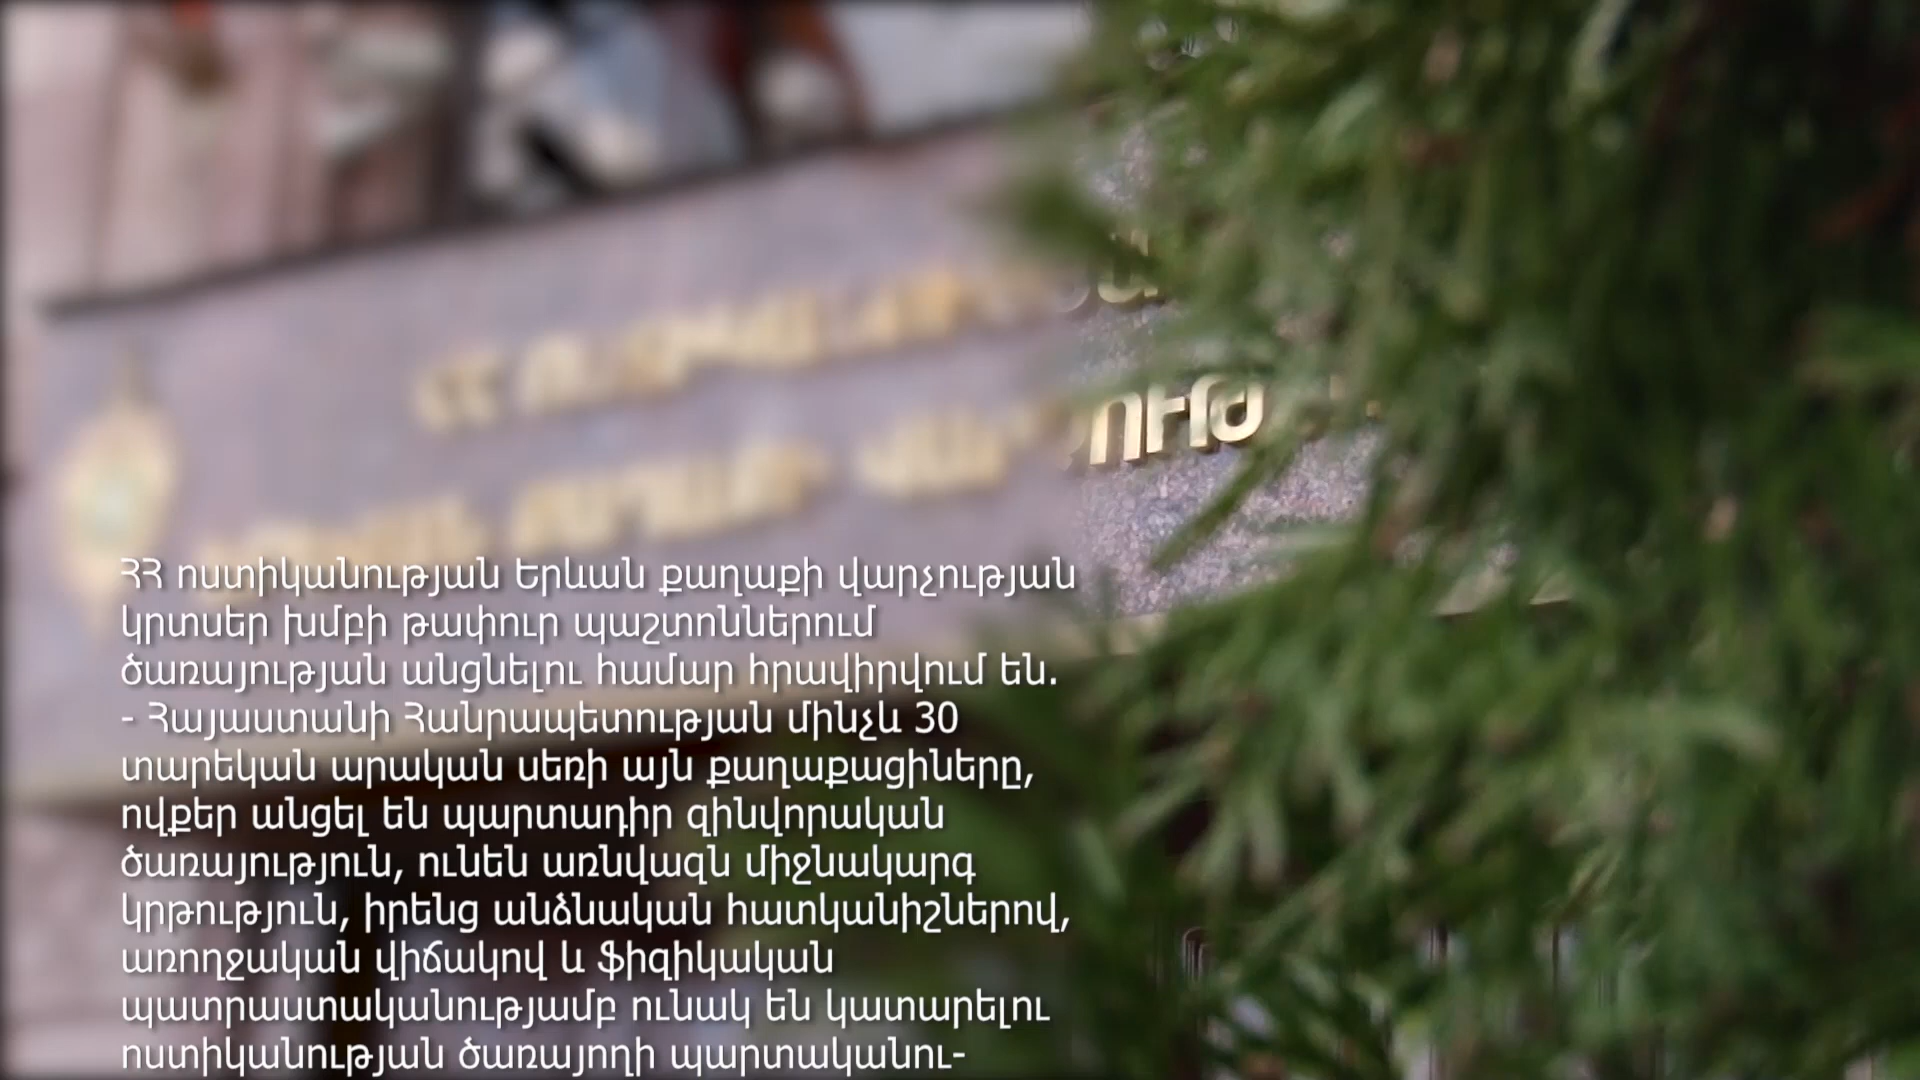 ՈՒԹ
ՀՀ ոստիկանության Երևան քաղաքի վարչության
կրտսեր խմբի թափուր պաշտոններում
ծառայության անցնելու համար հրավիրվում են.
- Հայաստանի Հանրապետության մինչև 30
տարեկան արական սեռի այն քաղաքացիները,
ովքեր անցել են պարտադիր զինվորական
ծառայություն, ունեն առնվազն միջնակարգ
կրթություն, իրենց անձնական հատկանիշներով,
առողջական վիճակով և ֆիզիկական
պատրաստականությամբ ունակ են կատարելու
ոստիկանության ծառայողի պարտականու-